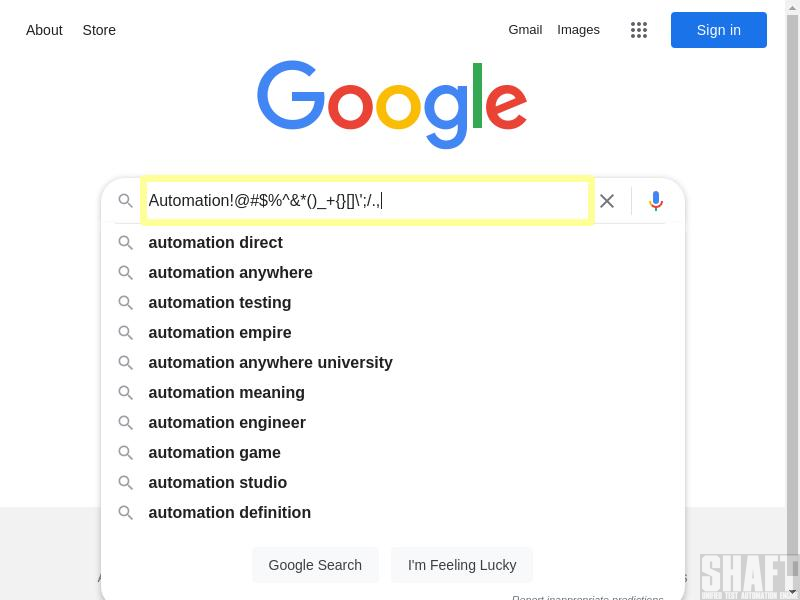 About Store Gmail Images Sign in
Google
Automation!@#$%^&*()_+{}[]\';/.,
automation direct
automation anywhere
automation testing
automation empire
automation anywhere university
automation meaning
automation engineer
automation game
automation studio
automation definition
Google Search I'm Feeling Lucky
Report inappropriate predictions
SHAFT